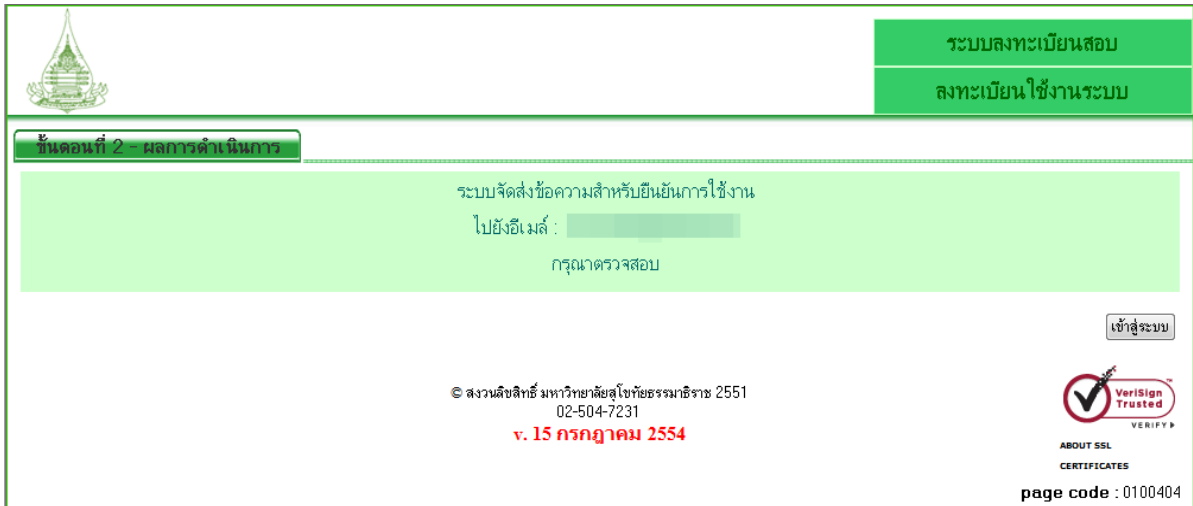 ระบบลงทะเบียนสอบ
ลงทะเบียนใช้งานระบบ
ขั้นตอนที่ 2 - ผลการดำเนินการ
ระบบจัดส่งข้อความสำหรับยืนยันการใช้งาน
ไปยังอีเมล์ :
กรุณาตรวจสอบ
เข้าสู่ระบบ
© สงวนลิขสิทธิ์ มหาวิทยาลัยสุโขทัยธรรมาธิราช 2551
02-504-7231
v. 15 กรกฎาคม 2554
VeriSign
Trusted
™
VERIFY
ABOUT SSL
CERTIFICATES
page code : 0100404